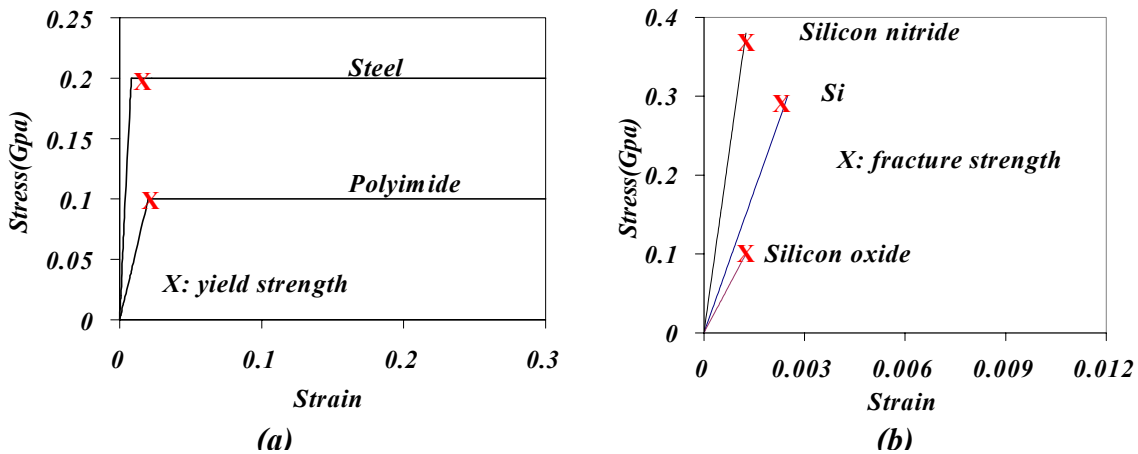 0.25
0.2
0.15
0.1
0.05
0
Stress(Gpa)
X
Steel
X
Polyimide
X: yield strength
0
0.1
0.2
0.3
Strain
(a)
0.4
0.3
0.2
0.1
0
Stress(Gpa)
Silicon nitride
X
X
Si
X: fracture strength
X
Silicon oxide
0
0.003
0.006
0.009
0.012
Strain
(b)